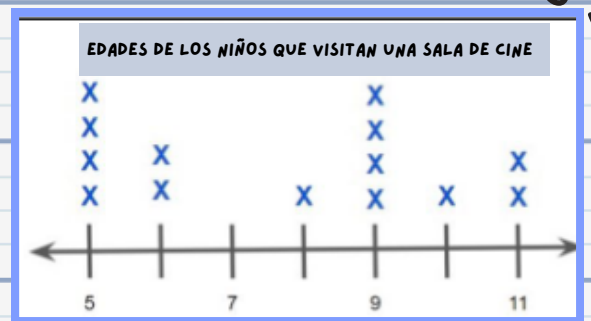 EDADES DE LOS NIÑOS QUE VISITAN UNA SALA DE CINE
X X
X X
X X X X
X X X X X X
5 7 9 11